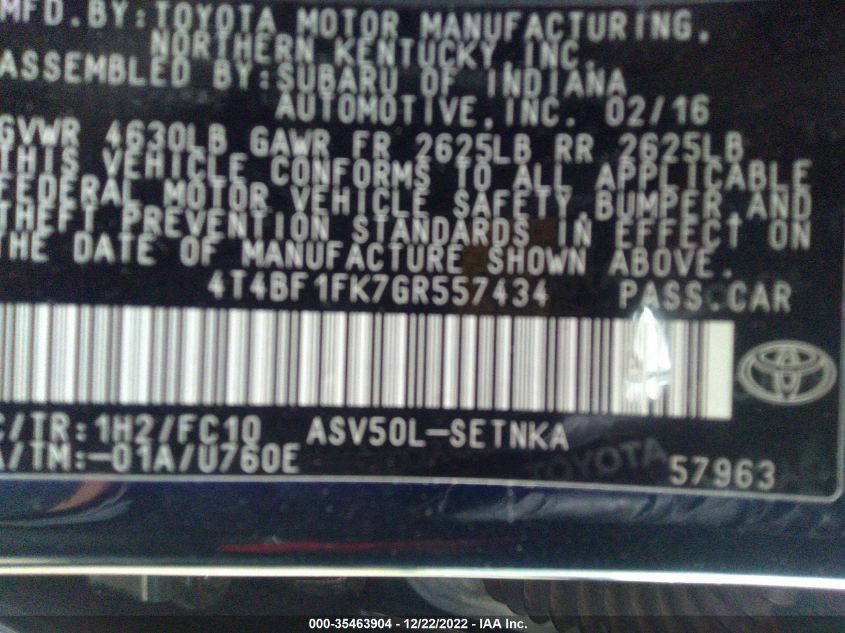 MFD.BY:TOYOTA MOTOR MANUFACTURING,
NORTHERN KENTUCKY INC.
ASSEMBLED BY:SUBARU OF INDIANA
AUTOMOTIVE,INC. 02/16
GVWR 4630LB GAWR FR 2625LB RR 2625LB
THIS VEHICLE CONFORMS TO ALL APPLICABLE
FEDERAL MOTOR VEHICLE SAFETY,BUMPER,AND
THEFT PREVENTION STANDARDS IN EFFECT ON
THE DATE OF MANUFACTURE SHOWN ABOVE.
4T4BF1FK7GR557434 PASS.CAR
C/TR:1H2/FC10 ASV50L-SETNKA
A/TM:-01A/U760E
TOYOTA
57963
000-35463904 - 12/22/2022 - IAA Inc.